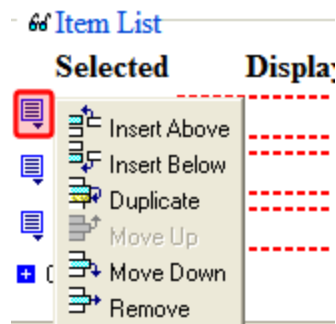 Item List
Selected Display
Insert Above
Insert Below
Duplicate
Move Up
Move Down
Remove